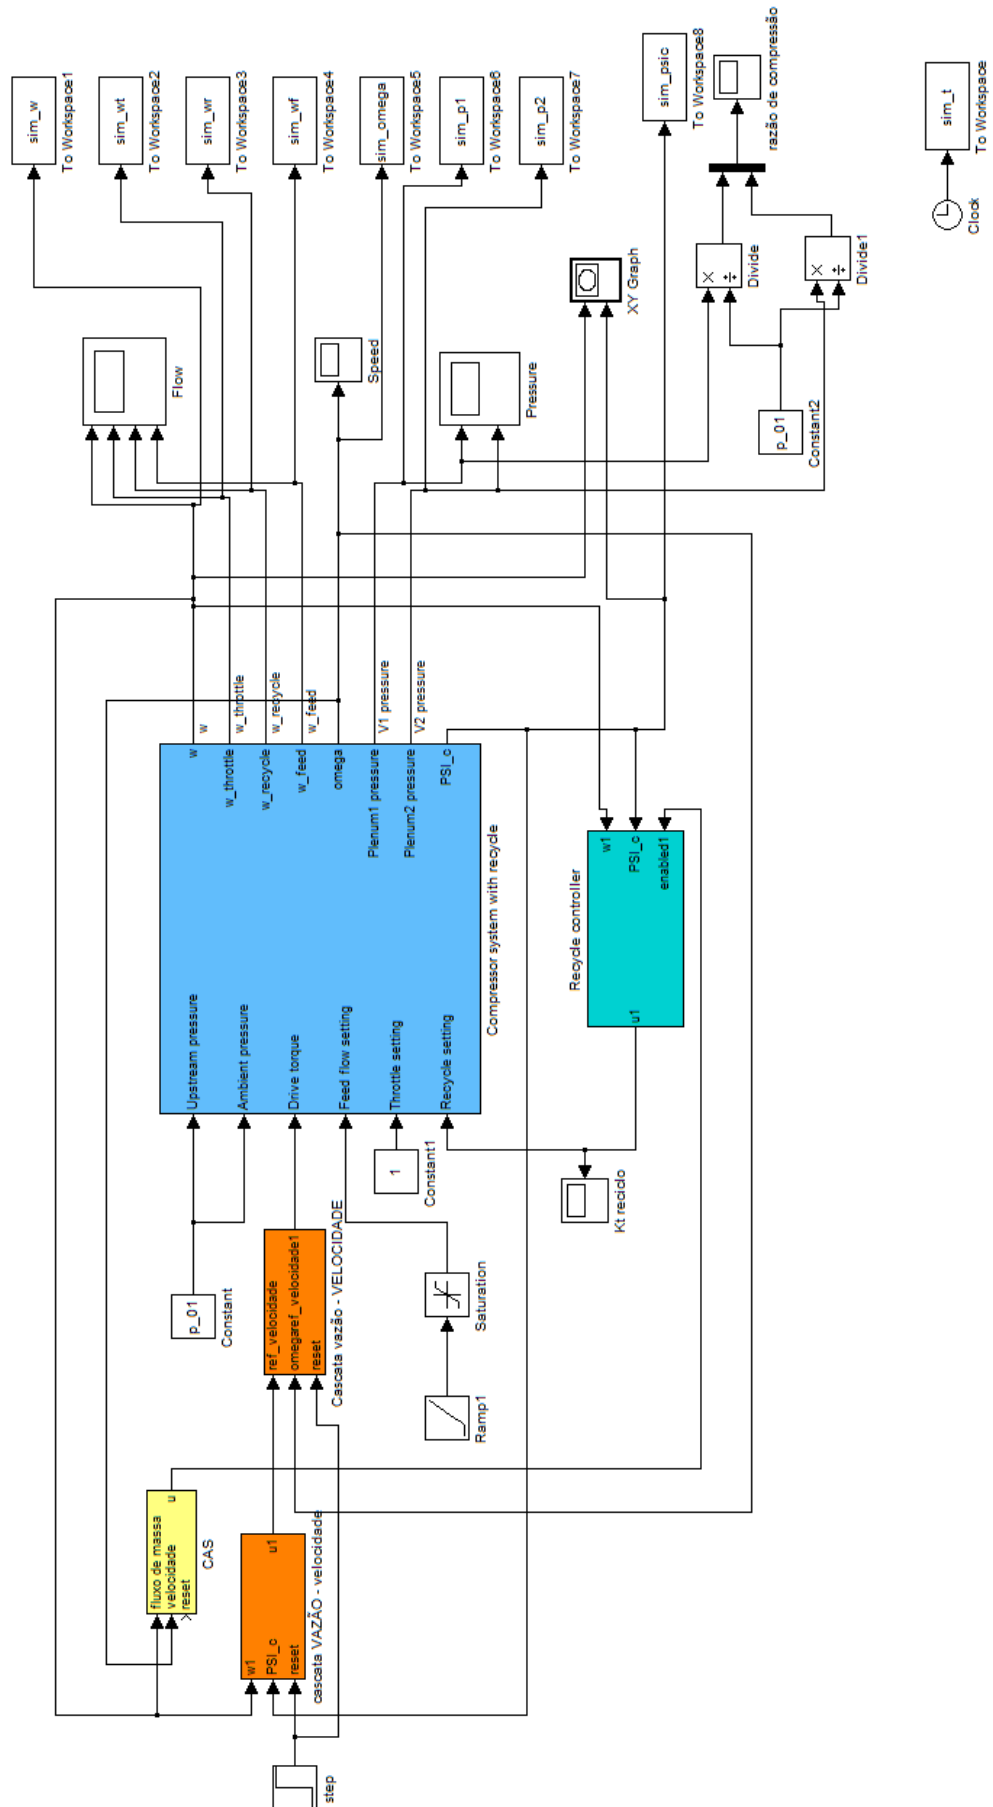 sim_w
To Workspace1
sim_wt
To Workspace2
sim_wr
To Workspace3
sim_wf
To Workspace4
sim_omega
To Workspace5
sim_p1
To Workspace6
sim_p2
To Workspace7
sim_psic
To Workspace8
razão de compressão
sim_t
To Workspace
Clock
Flow
Speed
Pressure
XY Graph
×
÷
Divide
×
÷
Divide1
p_01
Constant2
w
w_throttle
w_recycle
w_feed
V1 pressure
V2 pressure
w
w_throttle
w_recycle
w_feed
omega
Plenum1 pressure
Plenum2 pressure
PSI_c
Upstream pressure
Ambient pressure
Drive torque
Feed flow setting
Throttle setting
Recycle setting
Compressor system with recycle
w1
PSI_c
enabled1
u1
Recycle controller
Kt reciclo
1
Constant1
p_01
Constant
ref_velocidade
omegaref_velocidade1
reset
Cascata vazão - VELOCIDADE
Saturation
Ramp1
fluxo de massa
velocidade
reset
u
CAS
w1
PSI_c
reset
u1
cascata VAZÃO - velocidade
step